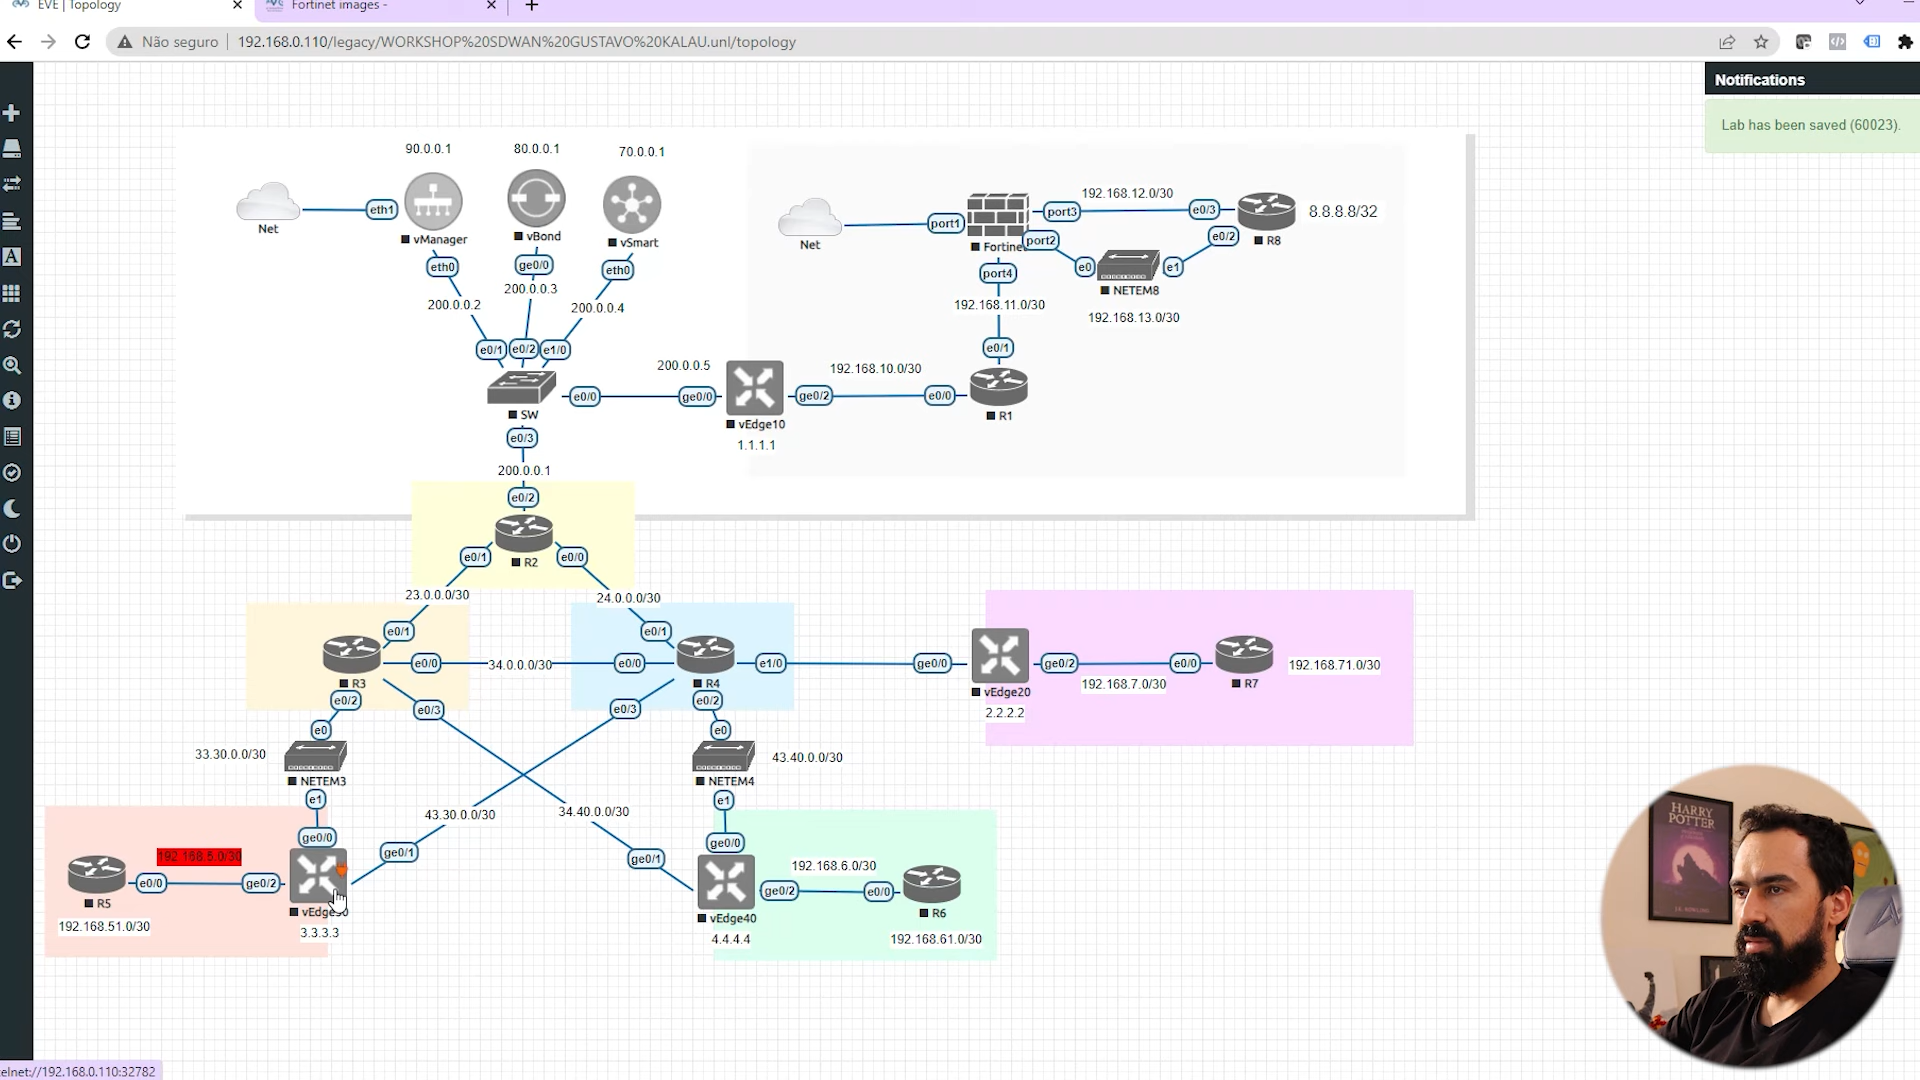 EVE | Topology
Fortinet images -
Não seguro
192.168.0.110/legacy/WORKSHOP%20SDWAN%20GUSTAVO%20KALAU.unl/topology
Notifications
Lab has been saved (60023).
90.0.0.1
80.0.0.1
70.0.0.1
Net
eth1
vManager
vBond
vSmart
eth0
ge0/0
eth0
200.0.0.2
200.0.0.3
200.0.0.4
e0/1
e0/2
e1/0
SW
e0/0
e0/3
200.0.0.1
200.0.0.5
ge0/0
vEdge10
1.1.1.1
ge0/2
192.168.10.0/30
e0/0
R1
e0/1
192.168.11.0/30
port4
Net
port1
Fortinet
port3
192.168.12.0/30
e0/3
R8
8.8.8.8/32
port2
e0
e1
e0/2
NETEM8
192.168.13.0/30
e0/2
R2
e0/1
e0/0
23.0.0.0/30
24.0.0.0/30
e0/1
e0/1
R3
e0/0
34.0.0.0/30
e0/0
R4
e1/0
ge0/0
vEdge20
2.2.2.2
ge0/2
192.168.7.0/30
e0/0
R7
192.168.71.0/30
e0/2
e0/3
e0/3
e0/2
e0
e0
33.30.0.0/30
NETEM3
NETEM4
43.40.0.0/30
e1
e1
43.30.0.0/30
34.40.0.0/30
ge0/0
ge0/1
ge0/1
ge0/0
192.168.5.0/30
R5
e0/0
ge0/2
192.168.51.0/30
3.3.3.3
vEdge40
4.4.4.4
ge0/2
192.168.6.0/30
e0/0
R6
192.168.61.0/30
HARRY
POTTER
elnet://192.168.0.110:32782